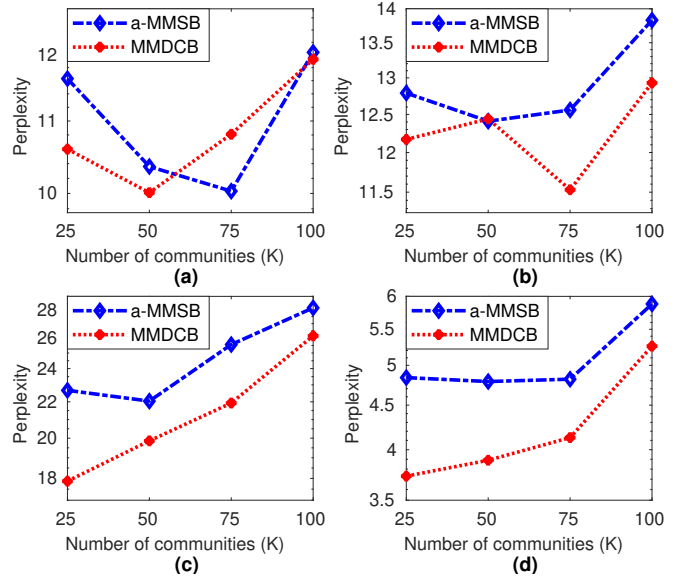 a-MMSB
MMDCB
12
11
10
Perplexity
25 50 75 100
Number of communities (K)
(a)
a-MMSB
MMDCB
14
13.5
13
12.5
12
11.5
Perplexity
25 50 75 100
Number of communities (K)
(b)
a-MMSB
MMDCB
28
26
24
22
20
18
Perplexity
25 50 75 100
Number of communities (K)
(c)
a-MMSB
MMDCB
6
5.5
5
4.5
4
3.5
Perplexity
25 50 75 100
Number of communities (K)
(d)